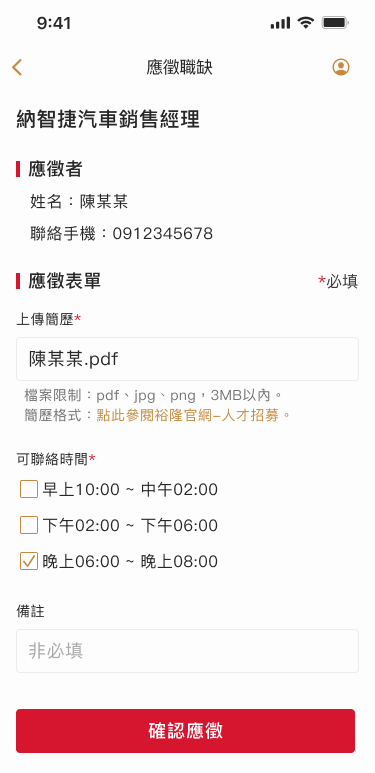 9:41
應徵職缺
納智捷汽車銷售經理
應徵者
姓名：陳某某
聯絡手機：0912345678
應徵表單
*必填
上傳簡歷*
陳某某.pdf
檔案限制：pdf、jpg、png，3MB以內。
簡歷格式：點此參閱裕隆官網–人才招募。
可聯絡時間*
早上10:00 ~ 中午02:00
下午02:00 ~ 下午06:00
晚上06:00 ~ 晚上08:00
備註
非必填
確認應徵